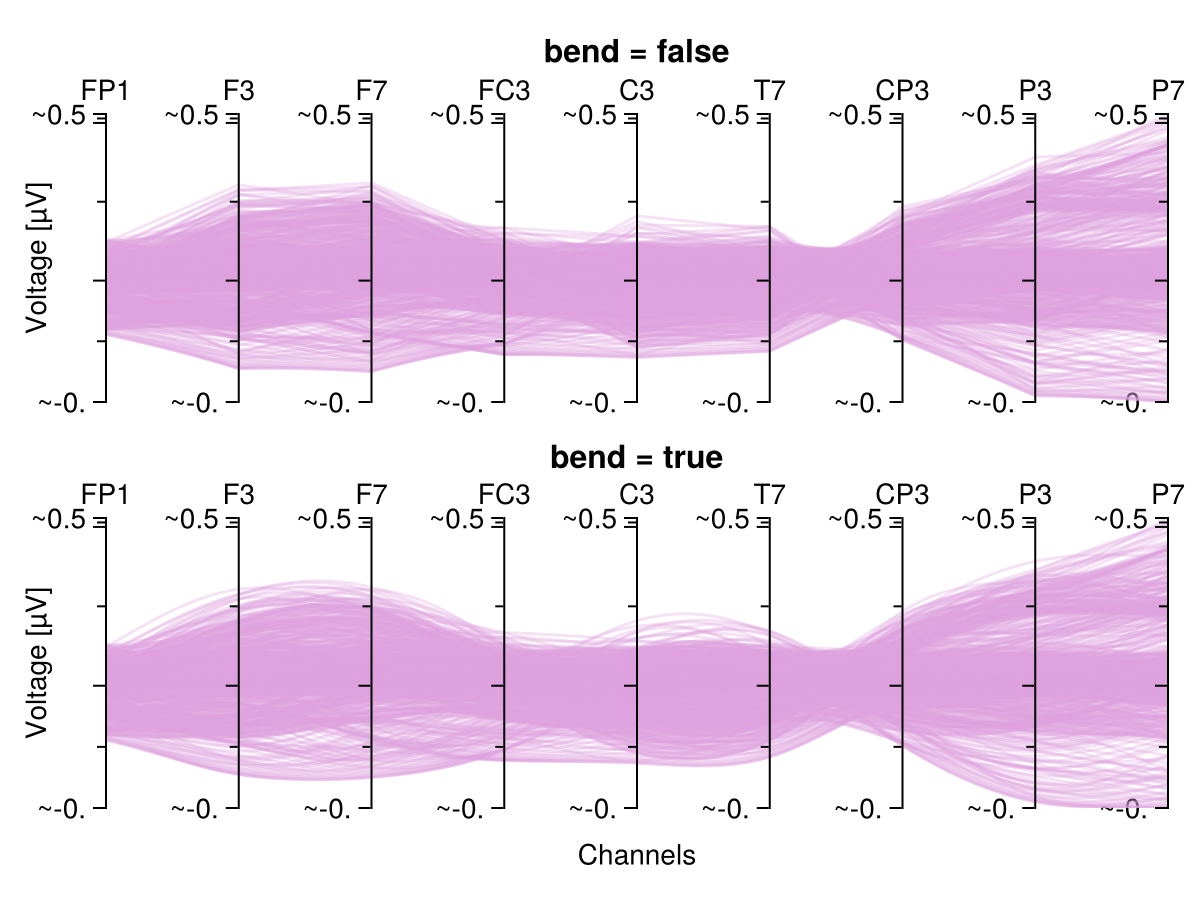 bend = false
FP1 F3 F7 FC3 C3 T7 CP3 P3 P7
~0.5 ~0.5 ~0.5 ~0.5 ~0.5 ~0.5 ~0.5 ~0.5 ~0.5
Voltage [µV]
~-0. ~-0. ~-0. ~-0. ~-0. ~-0. ~-0. ~-0. ~-0.
bend = true
FP1 F3 F7 FC3 C3 T7 CP3 P3 P7
~0.5 ~0.5 ~0.5 ~0.5 ~0.5 ~0.5 ~0.5 ~0.5 ~0.5
Voltage [µV]
~-0. ~-0. ~-0. ~-0. ~-0. ~-0. ~-0. ~-0. ~-0.
Channels